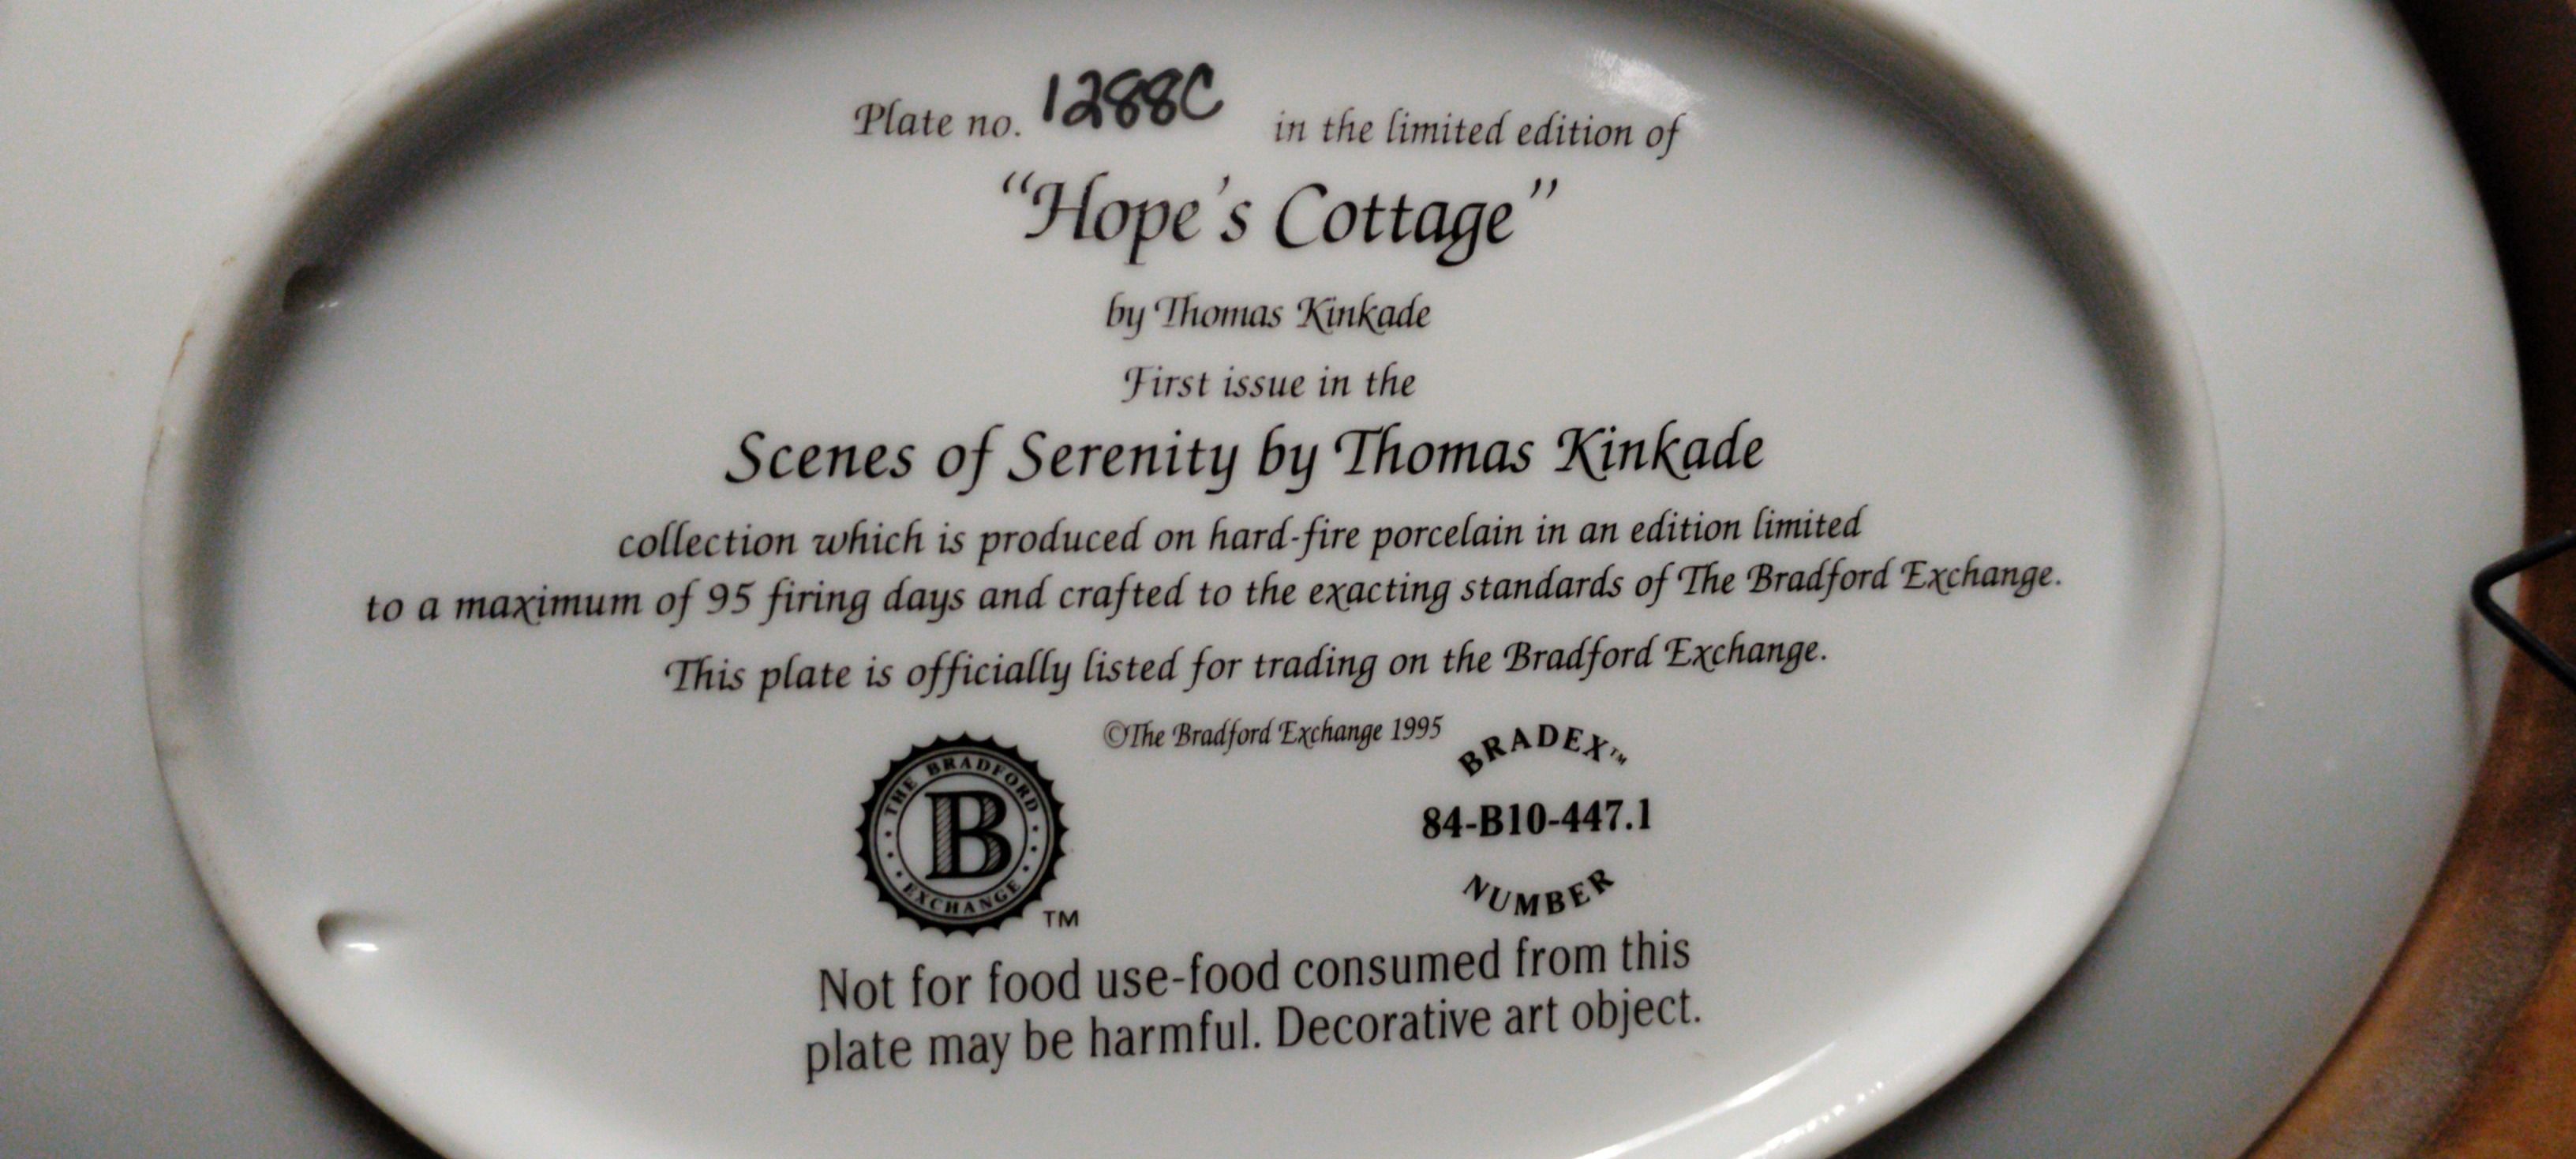 Plate no. 1288C in the limited edition of
“Hope's Cottage”
by Thomas Kinkade
First issue in the
Scenes of Serenity by Thomas Kinkade
collection which is produced on hard-fire porcelain in an edition limited
to a maximum of 95 firing days and crafted to the exacting standards of The Bradford Exchange.
This plate is officially listed for trading on the Bradford Exchange.
©The Bradford Exchange 1995
THE BRADFORD
B
EXCHANGE
TM
BRADEX™
84-B10-447.1
NUMBER
Not for food use-food consumed from this
plate may be harmful. Decorative art object.